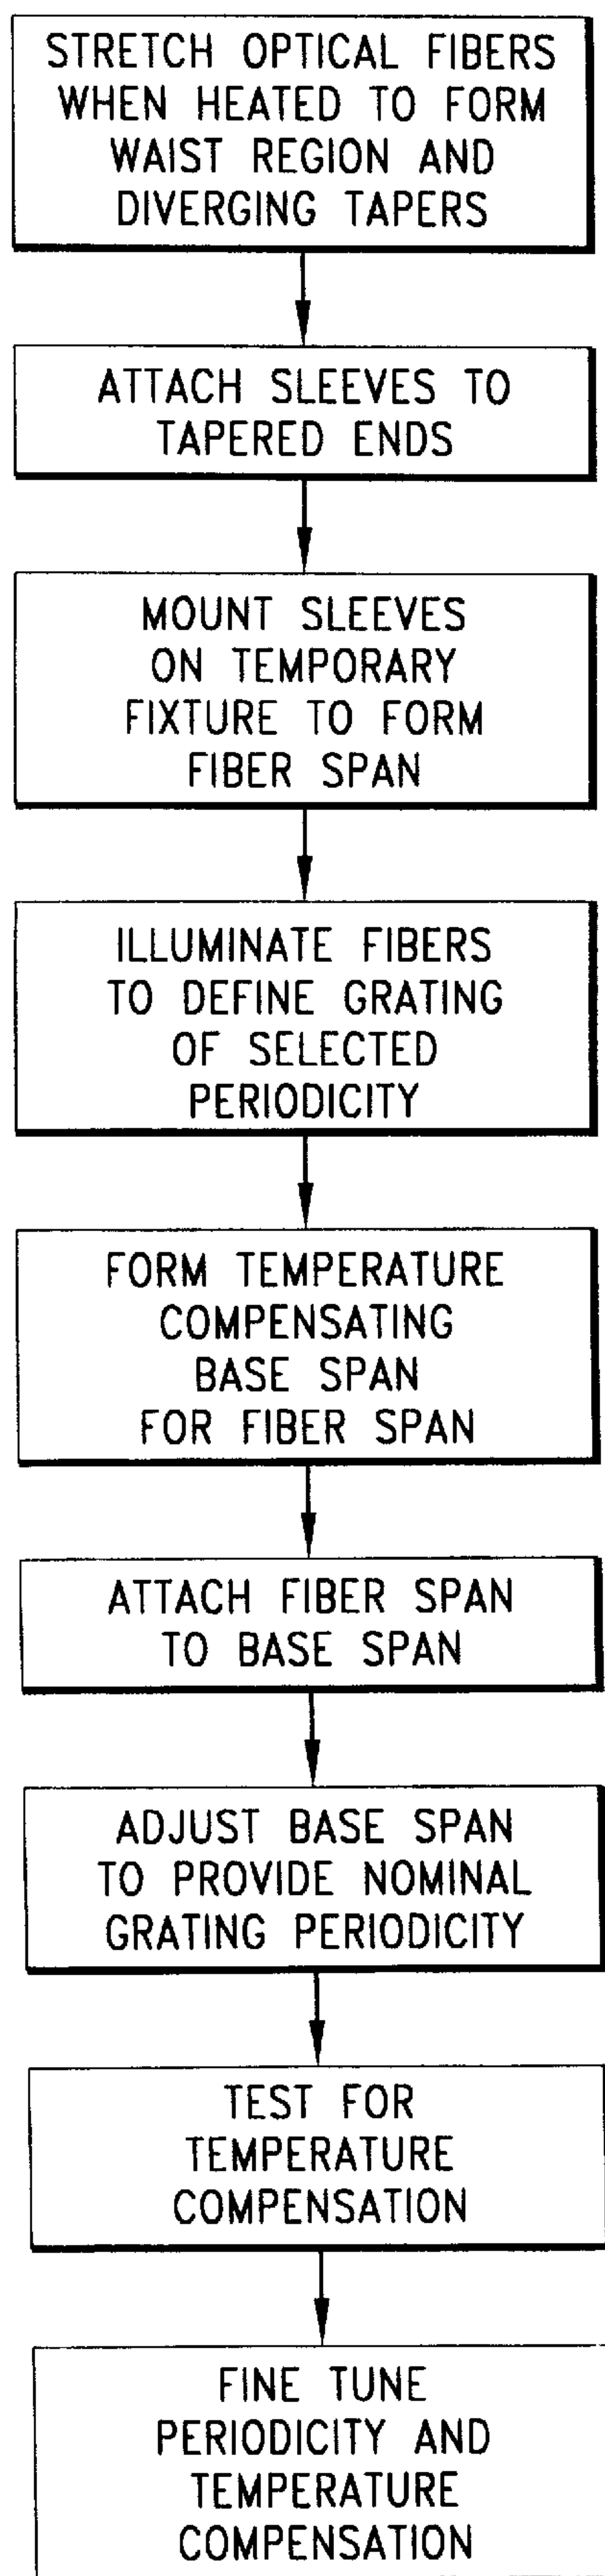 STRETCH OPTICAL FIBERS
WHEN HEATED TO FORM
WAIST REGION AND
DIVERGING TAPERS
ATTACH SLEEVES TO
TAPERED ENDS
MOUNT SLEEVES
ON TEMPORARY
FIXTURE TO FORM
FIBER SPAN
ILLUMINATE FIBERS
TO DEFINE GRATING
OF SELECTED
PERIODICITY
FORM TEMPERATURE
COMPENSATING
BASE SPAN
FOR FIBER SPAN
ATTACH FIBER SPAN
TO BASE SPAN
ADJUST BASE SPAN
TO PROVIDE NOMINAL
GRATING PERIODICITY
TEST FOR
TEMPERATURE
COMPENSATION
FINE TUNE
PERIODICITY AND
TEMPERATURE
COMPENSATION